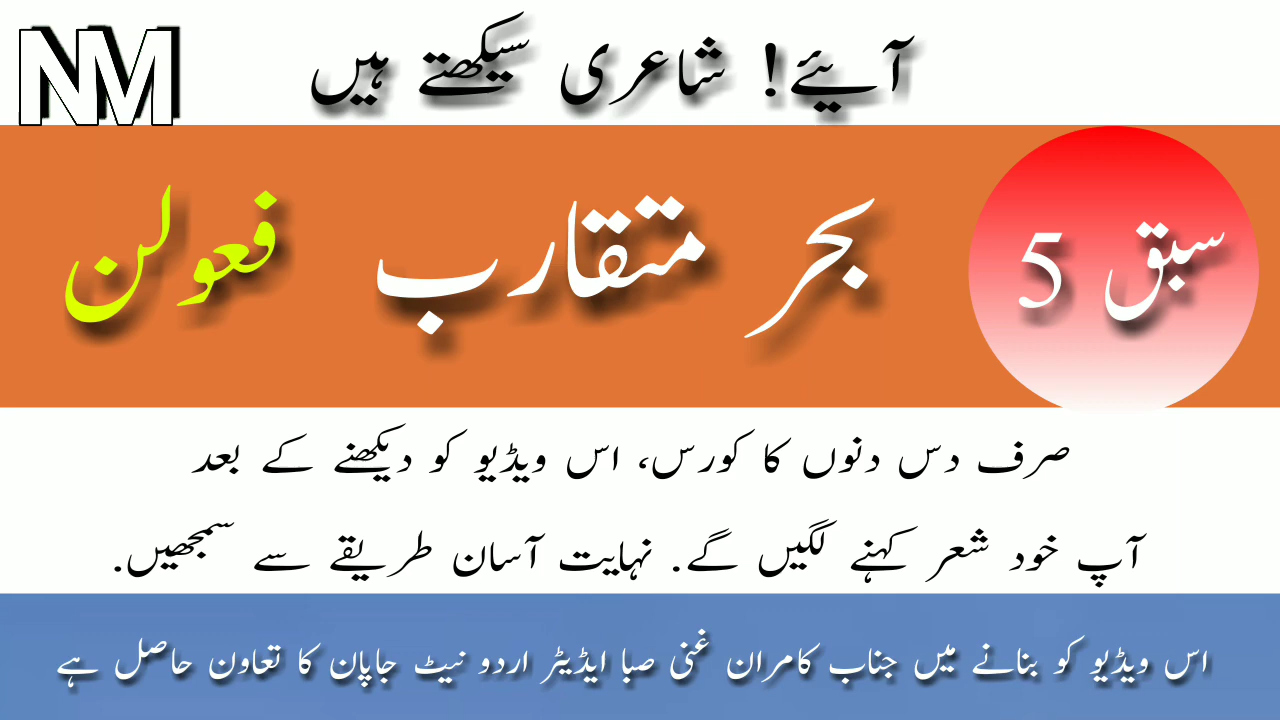 NM
آیئے! شاعری سیکھتے ہیں
سبق 5
بحر متقارب فعولن
صرف دس دنوں کا کورس، اس ویڈیو کو دیکھنے کے بعد
آپ خود شعر کہنے لگیں گے. نہایت آسان طریقے سے سمجھیں.
اس ویڈیو کو بنانے میں جناب کامران غنی صبا ایڈیٹر اردو نیٹ جاپان کا تعاون حاصل ہے